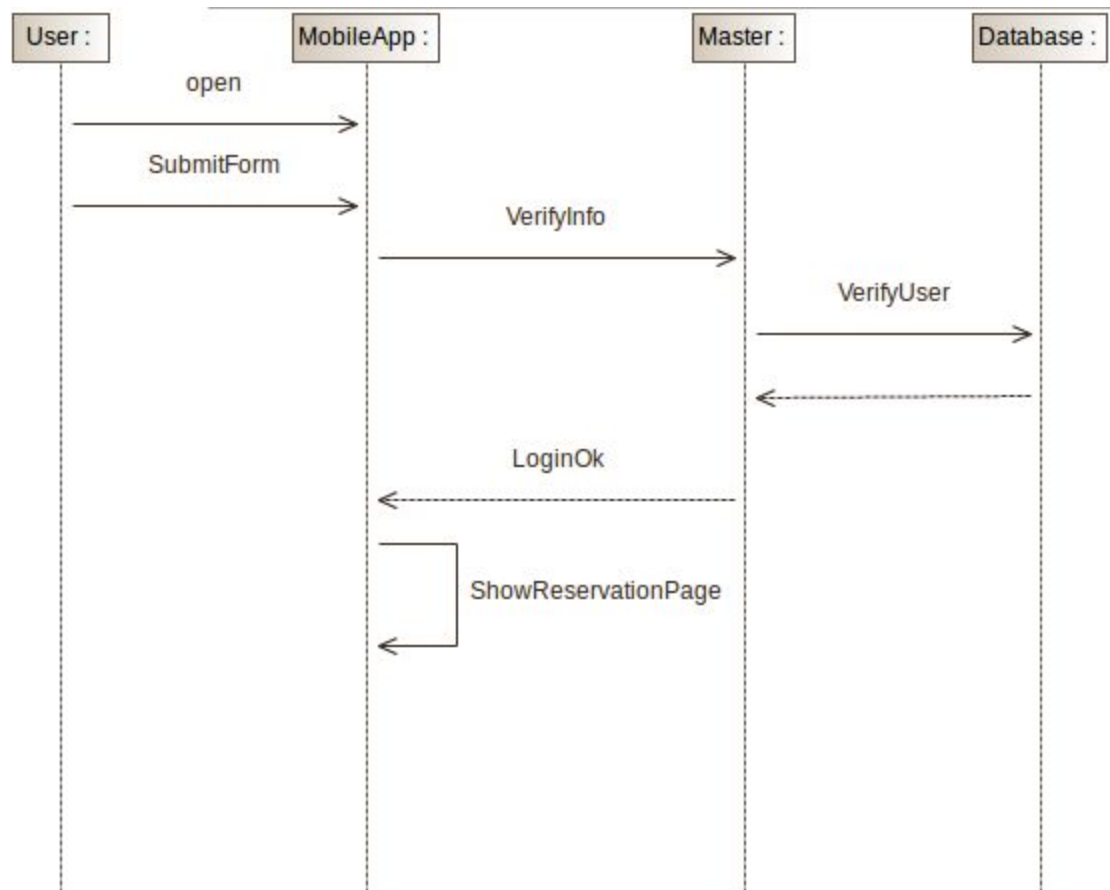 User :
MobileApp :
Master :
Database :
open
SubmitForm
VerifyInfo
VerifyUser
LoginOk
ShowReservationPage